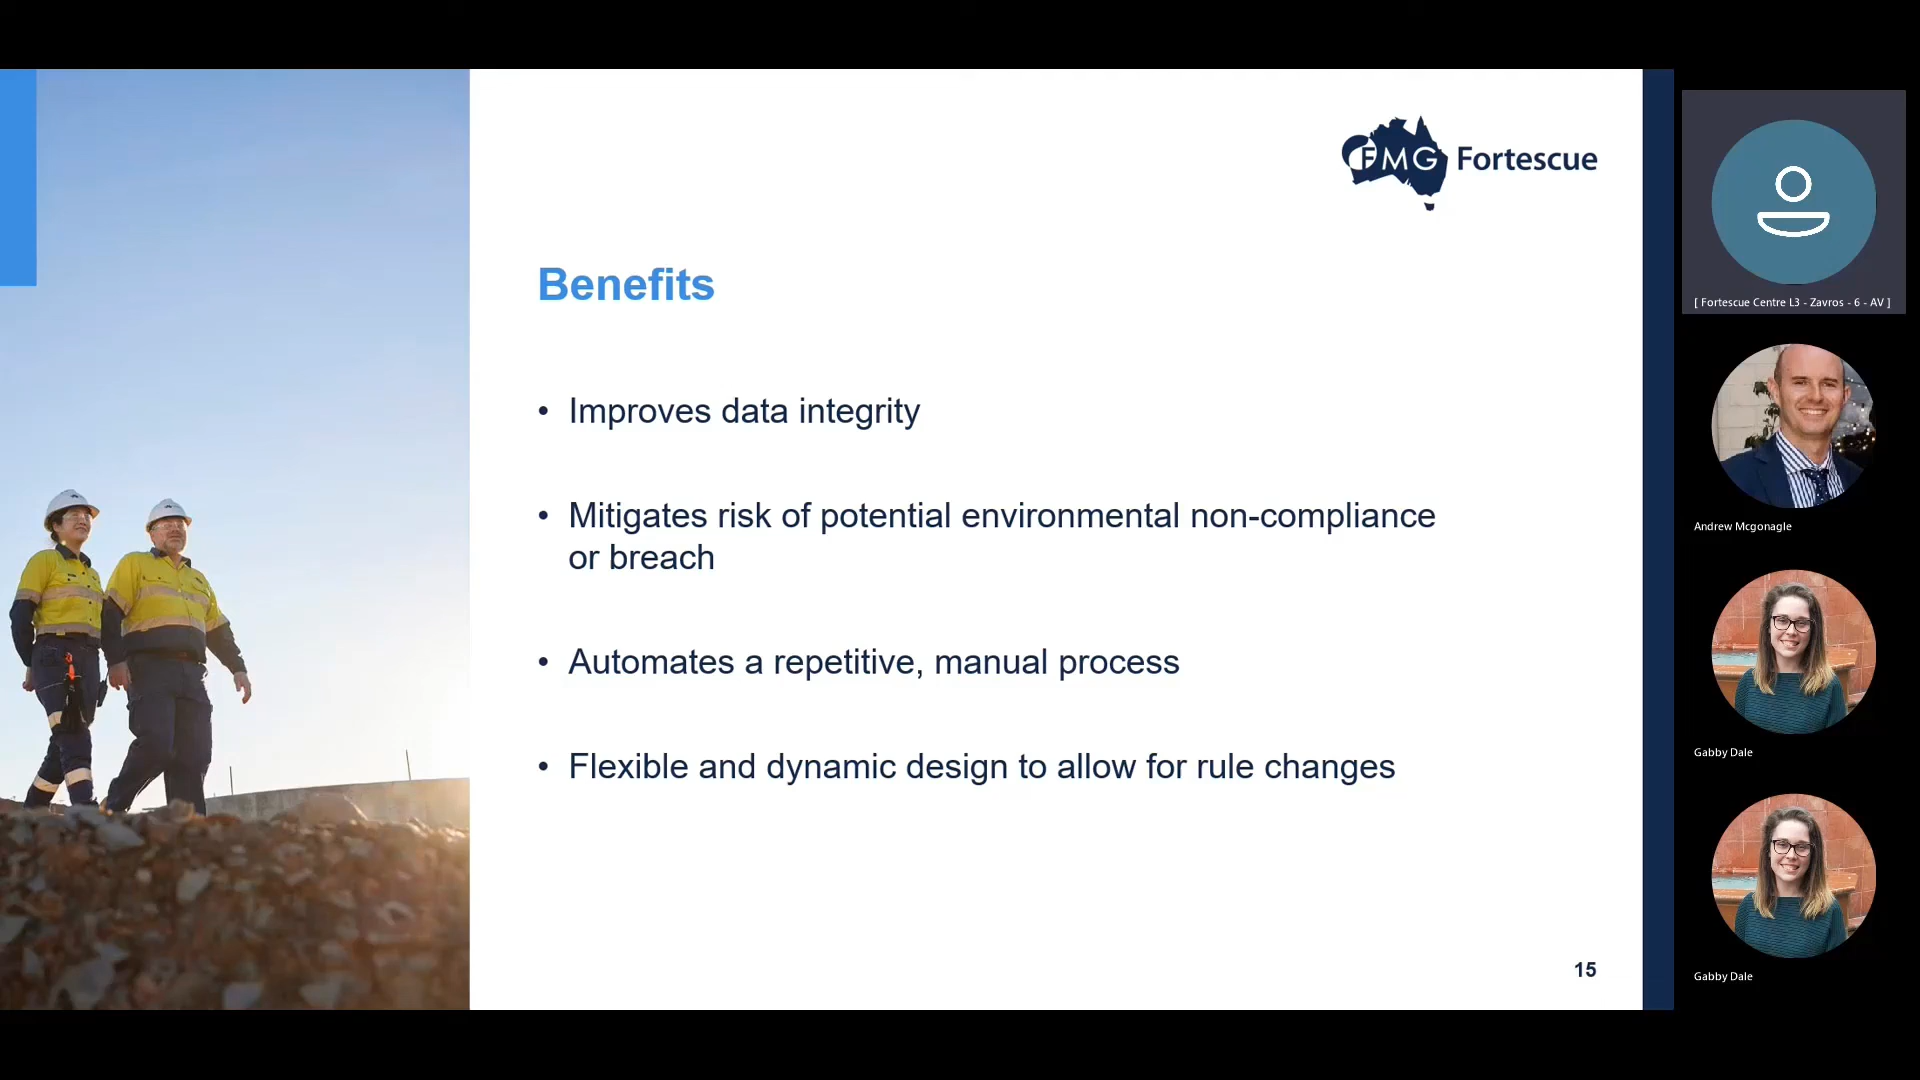 FMG Fortescue
Benefits
• Improves data integrity
• Mitigates risk of potential environmental non-compliance
or breach
• Automates a repetitive, manual process
• Flexible and dynamic design to allow for rule changes
15
[ Fortescue Centre L3 - Zavros - 6 - AV ]
Andrew Mcgonagle
Gabby Dale
Gabby Dale